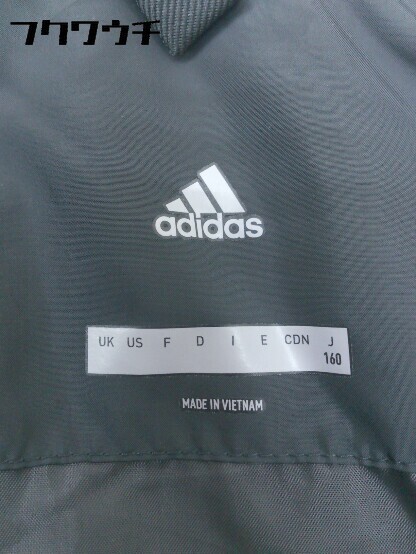 フクワウチ
adidas
UK US F D I E CDN J
160
MADE IN VIETNAM